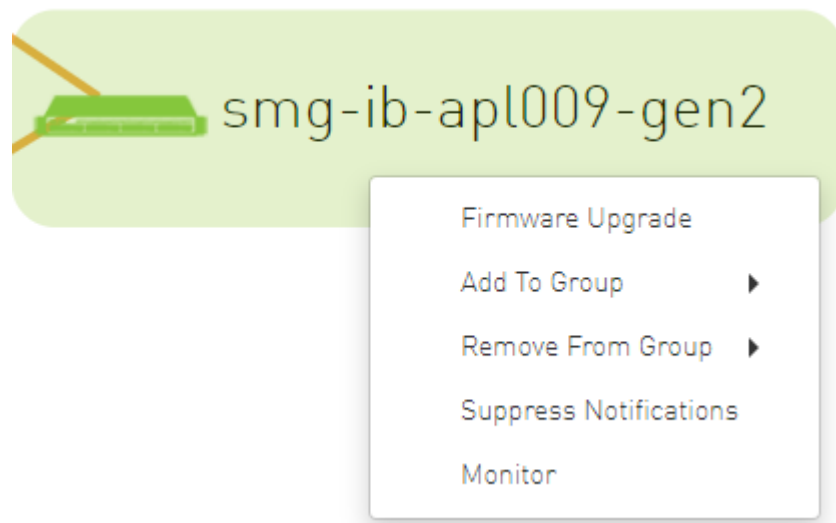 smg-ib-apl009-gen2
Firmware Upgrade
Add To Group
Remove From Group
Suppress Notifications
Monitor